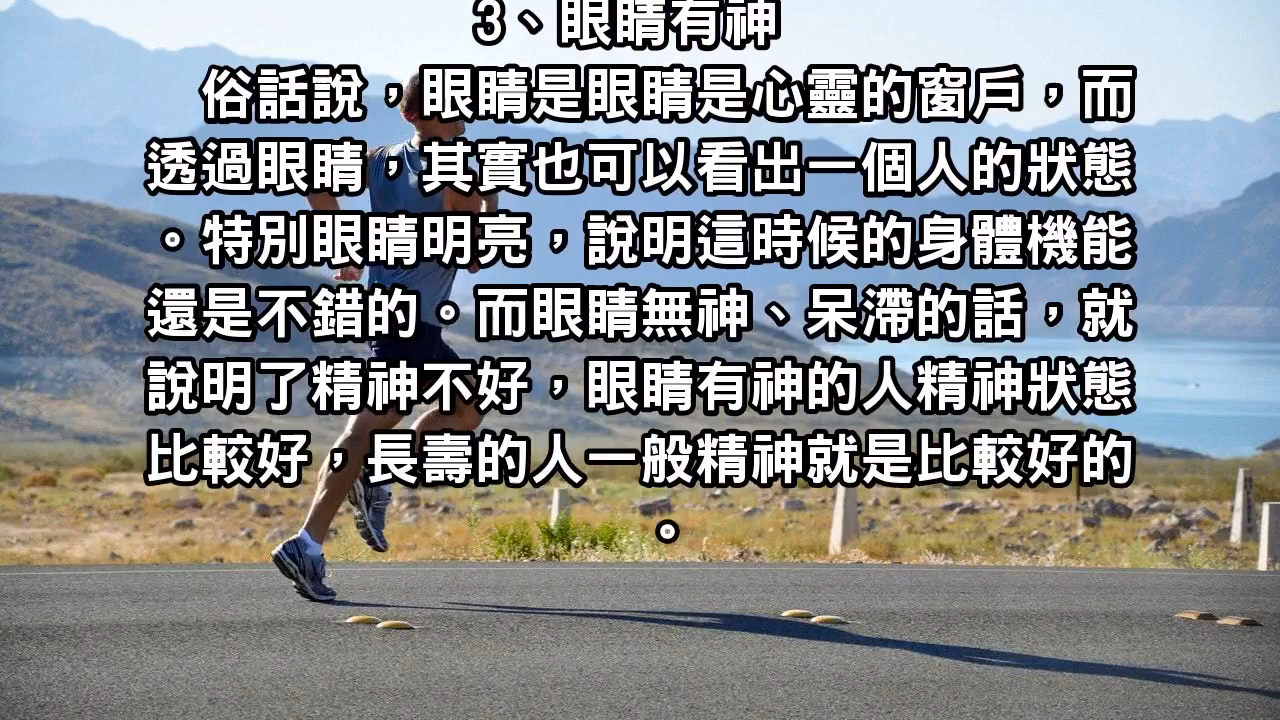 3、眼睛有神
俗話說，眼睛是眼睛是心靈的窗戶，而
透過眼睛，其實也可以看出一個人的狀態
。特別眼睛明亮，說明這時候的身體機能
還是不錯的。而眼睛無神、呆滯的話，就
說明了精神不好，眼睛有神的人精神狀態
比較好，長壽的人一般精神就是比較好的
。